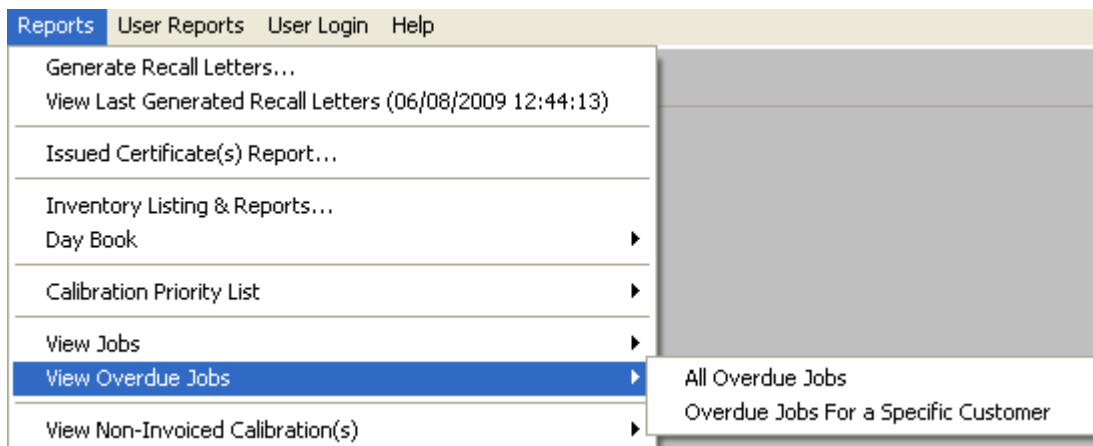 Reports User Reports User Login Help
Generate Recall Letters...
View Last Generated Recall Letters (06/08/2009 12:44:13)
Issued Certificate(s) Report...
Inventory Listing & Reports...
Day Book
Calibration Priority List
View Jobs
View Overdue Jobs
All Overdue Jobs
Overdue Jobs For a Specific Customer
View Non-Invoiced Calibration(s)